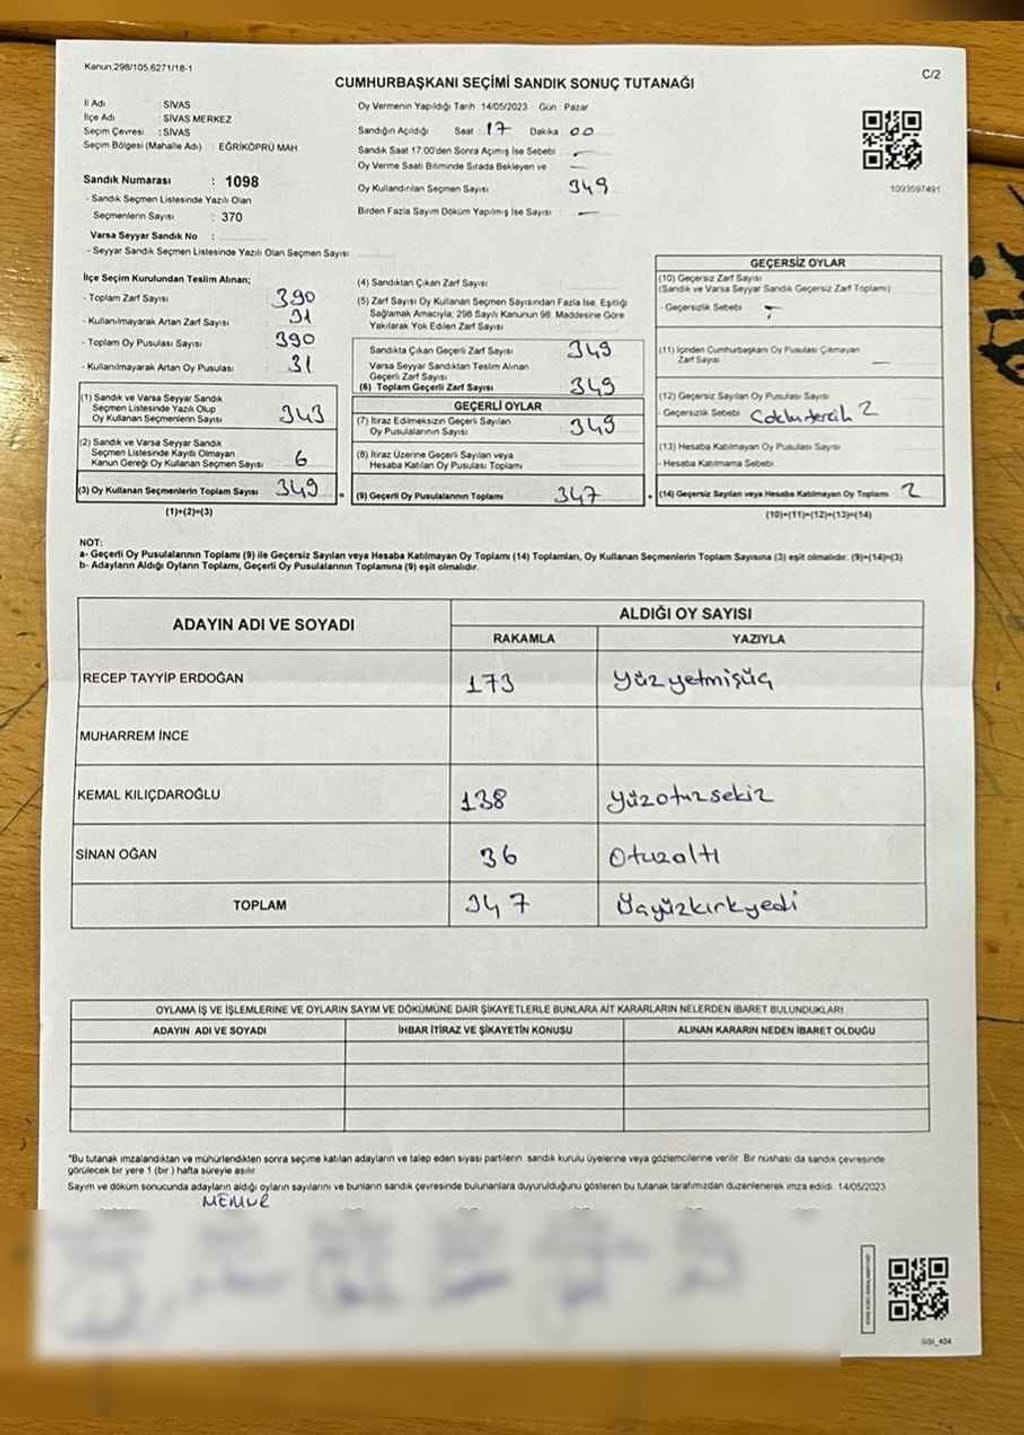 Kanun.298/105,6271/18-1
C/2
CUMHURBAŞKANI SEÇİMİ SANDIK SONUÇ TUTANAĞI
İl Adı SİVAS
İlçe Adı : SİVAS MERKEZ
Seçim Çevresi : SİVAS
Seçim Bölgesi (Mahalle Adı) : EĞRİKÖPRÜ MAH
Sandık Numarası : 1098
- Sandık Seçmen Listesinde Yazılı Olan
Seçmenlerin Sayısı : 370
Varsa Seyyar Sandık No :
- Seyyar Sandık Seçmen Listesinde Yazılı Olan Seçmen Sayısı
Oy Vermenin Yapıldığı Tarih 14/05/2023 Gün : Pazar
Sandığın Açıldığı Saat 17 Dakika 00
Sandık Saat 17.00'den Sonra Açımış İse Sebebi -
Oy Verme Saati Bitiminde Sırada Bekleyen ve -
Oy Kullandırılan Seçmen Sayısı 349
Birden Fazla Sayım Döküm Yapılmış İse Sayısı -
1093597491
İlçe Seçim Kurulundan Teslim Alınan;
- Toplam Zarf Sayısı 390
- Kullanılmayarak Artan Zarf Sayısı 31
- Toplam Oy Pusulası Sayısı 390
- Kullanılmayarak Artan Oy Pusulası 31
(1) Sandık ve Varsa Seyyar Sandık
Seçmen Listesinde Yazılı Olup
Oy Kullanan Seçmenlerin Sayısı 343
(2) Sandık ve Varsa Seyyar Sandık
Seçmen Listesinde Kayıtlı Olmayan
Kanun Gereği Oy Kullanan Seçmen Sayısı 6
(3) Oy Kullanan Seçmenlerin Toplam Sayısı 349
(1)+(2)=(3)
(4) Sandıktan Çıkan Zarf Sayısı
(5) Zarf Sayısı Oy Kullanan Seçmen Sayısından Fazla İse, Eşitliği
Sağlamak Amacıyla, 298 Sayılı Kanunun 98. Maddesine Göre
Yakılarak Yok Edilen Zarf Sayısı
Sandıkta Çıkan Geçerli Zarf Sayısı 349
Varsa Seyyar Sandıktan Teslim Alınan
Geçerli Zarf Sayısı
(6) Toplam Geçerli Zarf Sayısı 349
GEÇERLİ OYLAR
(7) İtiraz Edilmeksizin Geçerli Sayılan
Oy Pusulalarının Sayısı 349
(8) İtiraz Üzerine Geçerli Sayılan veya
Hesaba Katılan Oy Pusulası Toplamı
(9) Geçerli Oy Pusulalarının Toplamı 347
GEÇERSİZ OYLAR
(10) Geçersiz Zarf Sayısı
(Sandık ve Varsa Seyyar Sandık Geçersiz Zarf Toplamı)
- Geçersizlik Sebebi -
(11) İçinden Cumhurbaşkanı Oy Pusulası Çıkmayan
Zarf Sayısı -
(12) Geçersiz Sayılan Oy Pusulası Sayısı
- Geçersizlik Sebebi Çoklu tercih 2
(13) Hesaba Katılmayan Oy Pusulası Sayısı
- Hesaba Katılmama Sebebi
(14) Geçersiz Sayılan veya Hesaba Katılmayan Oy Toplamı 2
(10)+(11)+(12)+(13)=(14)
NOT:
a- Geçerli Oy Pusulalarının Toplamı (9) ile Geçersiz Sayılan veya Hesaba Katılmayan Oy Toplamı (14) Toplamları, Oy Kullanan Seçmenlerin Toplam Sayısına (3) eşit olmalıdır. (9)+(14)=(3)
b- Adayların Aldığı Oyların Toplamı, Geçerli Oy Pusulalarının Toplamına (9) eşit olmalıdır.
ADAYIN ADI VE SOYADI ALDIĞI OY SAYISI
RAKAMLA YAZIYLA
RECEP TAYYİP ERDOĞAN 173 Yüz yetmişüç
MUHARREM İNCE
KEMAL KILIÇDAROĞLU 138 Yüzotuzsekiz
SİNAN OĞAN 36 Otuzaltı
TOPLAM 347 Üçyüzkırkyedi
OYLAMA İŞ VE İŞLEMLERİNE VE OYLARIN SAYIM VE DÖKÜMÜNE DAİR ŞİKAYETLERLE BUNLARA AİT KARARLARIN NELERDEN İBARET BULUNDUKLARI
ADAYIN ADI VE SOYADI İHBAR İTİRAZ VE ŞİKAYETİN KONUSU ALINAN KARARIN NEDEN İBARET OLDUĞU
*Bu tutanak imzalandıktan ve mühürlendikten sonra seçime katılan adayların ve talep eden siyasi partilerin sandık kurulu üyelerine veya gözlemcilerine verilir. Bir nüshası da sandık çevresinde
görülecek bir yere 1 (bir) hafta süreyle asılır
Sayım ve döküm sonucunda adayların aldığı oyların sayılarını ve bunların sandık çevresinde bulunanlara duyurulduğunu gösteren bu tutanak tarafımızdan düzenlenerek imza edildi. 14/05/2023
MEMUR
GSI_404